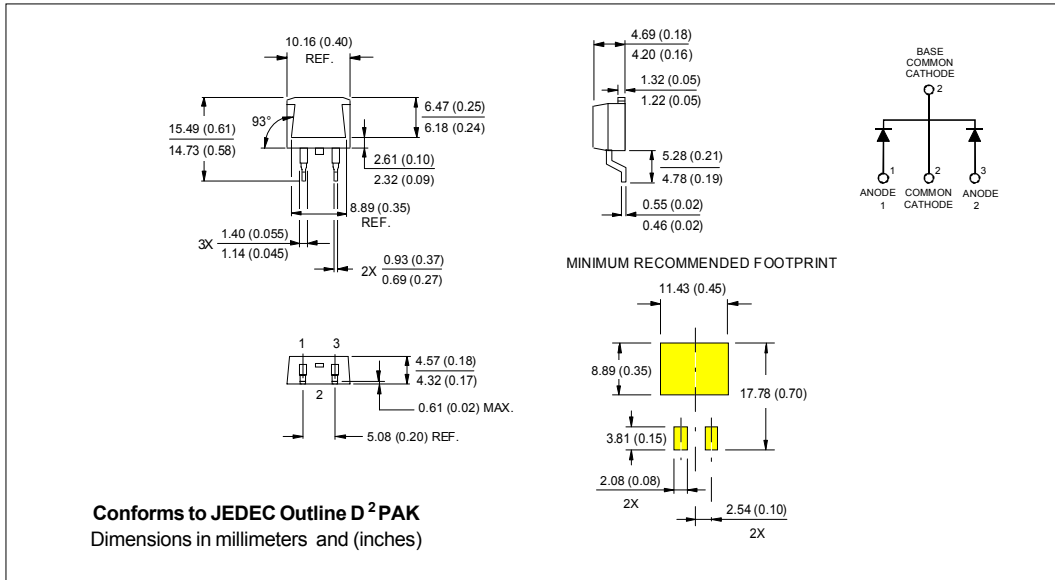 10.16 (0.40)
REF.
93°
15.49 (0.61)
14.73 (0.58)
6.47 (0.25)
6.18 (0.24)
2.61 (0.10)
2.32 (0.09)
8.89 (0.35)
REF.
3X
1.40 (0.055)
1.14 (0.045)
2X
0.93 (0.37)
0.69 (0.27)
4.69 (0.18)
4.20 (0.16)
1.32 (0.05)
1.22 (0.05)
5.28 (0.21)
4.78 (0.19)
0.55 (0.02)
0.46 (0.02)
BASE
COMMON
CATHODE
2
1 2 3
ANODE COMMON ANODE
1 CATHODE 2
1 3
2
4.57 (0.18)
4.32 (0.17)
0.61 (0.02) MAX.
5.08 (0.20) REF.
MINIMUM RECOMMENDED FOOTPRINT
11.43 (0.45)
8.89 (0.35)
17.78 (0.70)
3.81 (0.15)
2.08 (0.08)
2X
2.54 (0.10)
2X
Conforms to JEDEC Outline D² PAK
Dimensions in millimeters and (inches)